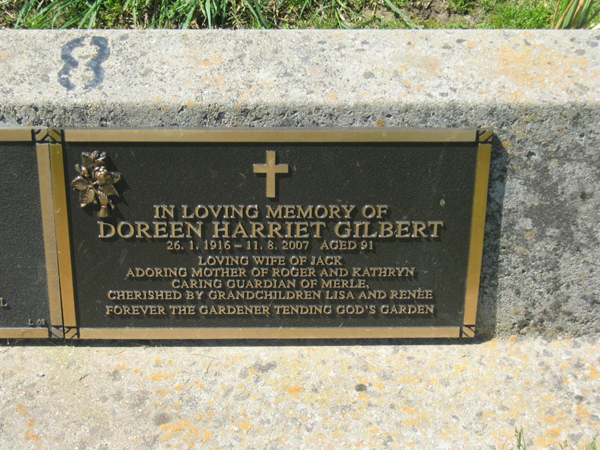 8
IN LOVING MEMORY OF
DOREEN HARRIET GILBERT
26. 1. 1916 – 11. 8. 2007 AGED 91
LOVING WIFE OF JACK
ADORING MOTHER OF ROGER AND KATHRYN
CARING GUARDIAN OF MERLE,
CHERISHED BY GRANDCHILDREN LISA AND RENÉE
FOREVER THE GARDENER TENDING GOD'S GARDEN